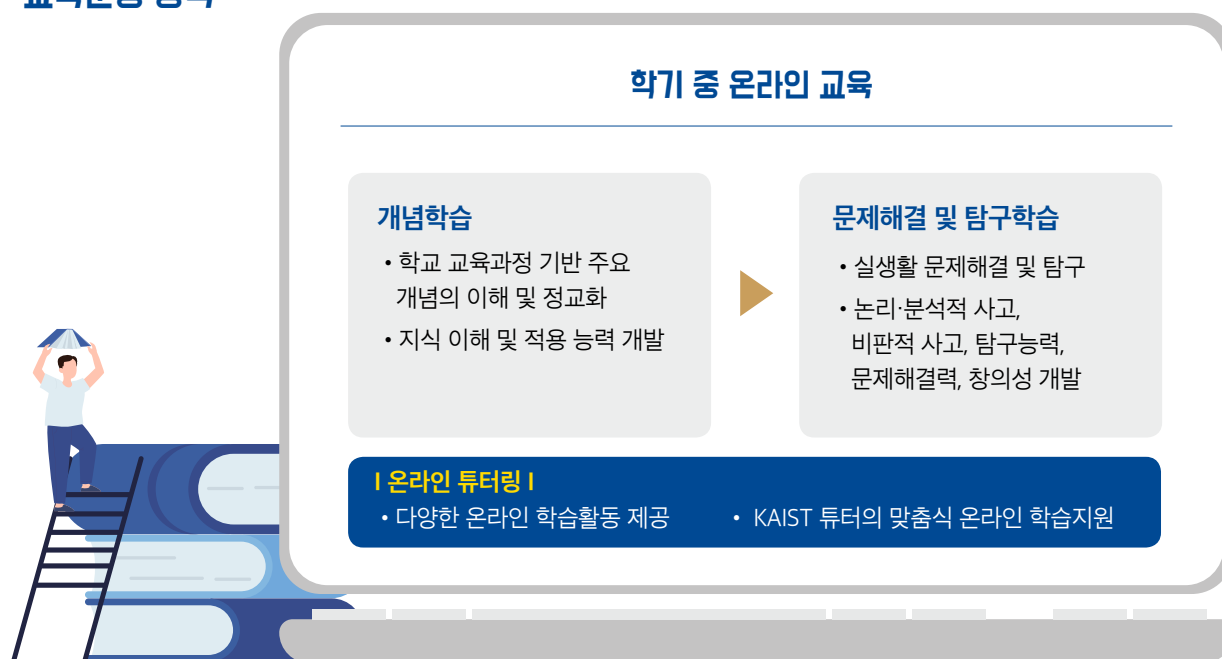 학기 중 온라인 교육
개념학습
• 학교 교육과정 기반 주요
개념의 이해 및 정교화
• 지식 이해 및 적용 능력 개발
문제해결 및 탐구학습
• 실생활 문제해결 및 탐구
• 논리·분석적 사고,
비판적 사고, 탐구능력,
문제해결력, 창의성 개발
I 온라인 튜터링 I
• 다양한 온라인 학습활동 제공
• KAIST 튜터의 맞춤식 온라인 학습지원